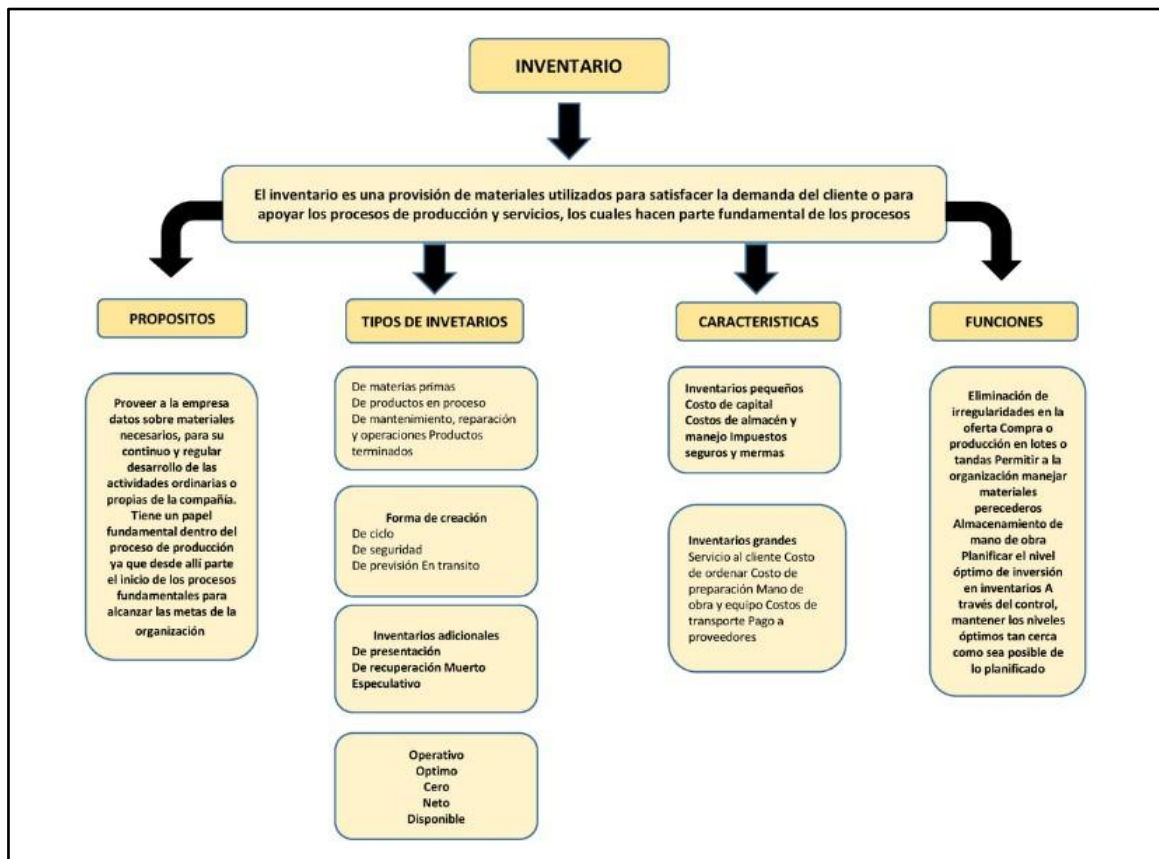 INVENTARIO
El inventario es una provisión de materiales utilizados para satisfacer la demanda del cliente o para
apoyar los procesos de producción y servicios, los cuales hacen parte fundamental de los procesos
PROPOSITOS
Proveer a la empresa
datos sobre materiales
necesarios, para su
continuo y regular
desarrollo de las
actividades ordinarias o
propias de la compañía.
Tiene un papel
fundamental dentro del
proceso de producción
ya que desde allí parte
el inicio de los procesos
fundamentales para
alcanzar las metas de la
organización
TIPOS DE INVETARIOS
De materias primas
De productos en proceso
De mantenimiento, reparación
y operaciones Productos
terminados
Forma de creación
De ciclo
De seguridad
De previsión En transito
Inventarios adicionales
De presentación
De recuperación Muerto
Especulativo
Operativo
Optimo
Cero
Neto
Disponible
CARACTERISTICAS
Inventarios pequeños
Costo de capital
Costos de almacén y
manejo Impuestos
seguros y mermas
Inventarios grandes
Servicio al cliente Costo
de ordenar Costo de
preparación Mano de
obra y equipo Costos de
transporte Pago a
proveedores
FUNCIONES
Eliminación de
irregularidades en la
oferta Compra o
producción en lotes o
tandas Permitir a la
organización manejar
materiales
perecederos
Almacenamiento de
mano de obra
Planificar el nivel
óptimo de inversión
en inventarios A
través del control,
mantener los niveles
óptimos tan cerca
como sea posible de
lo planificado